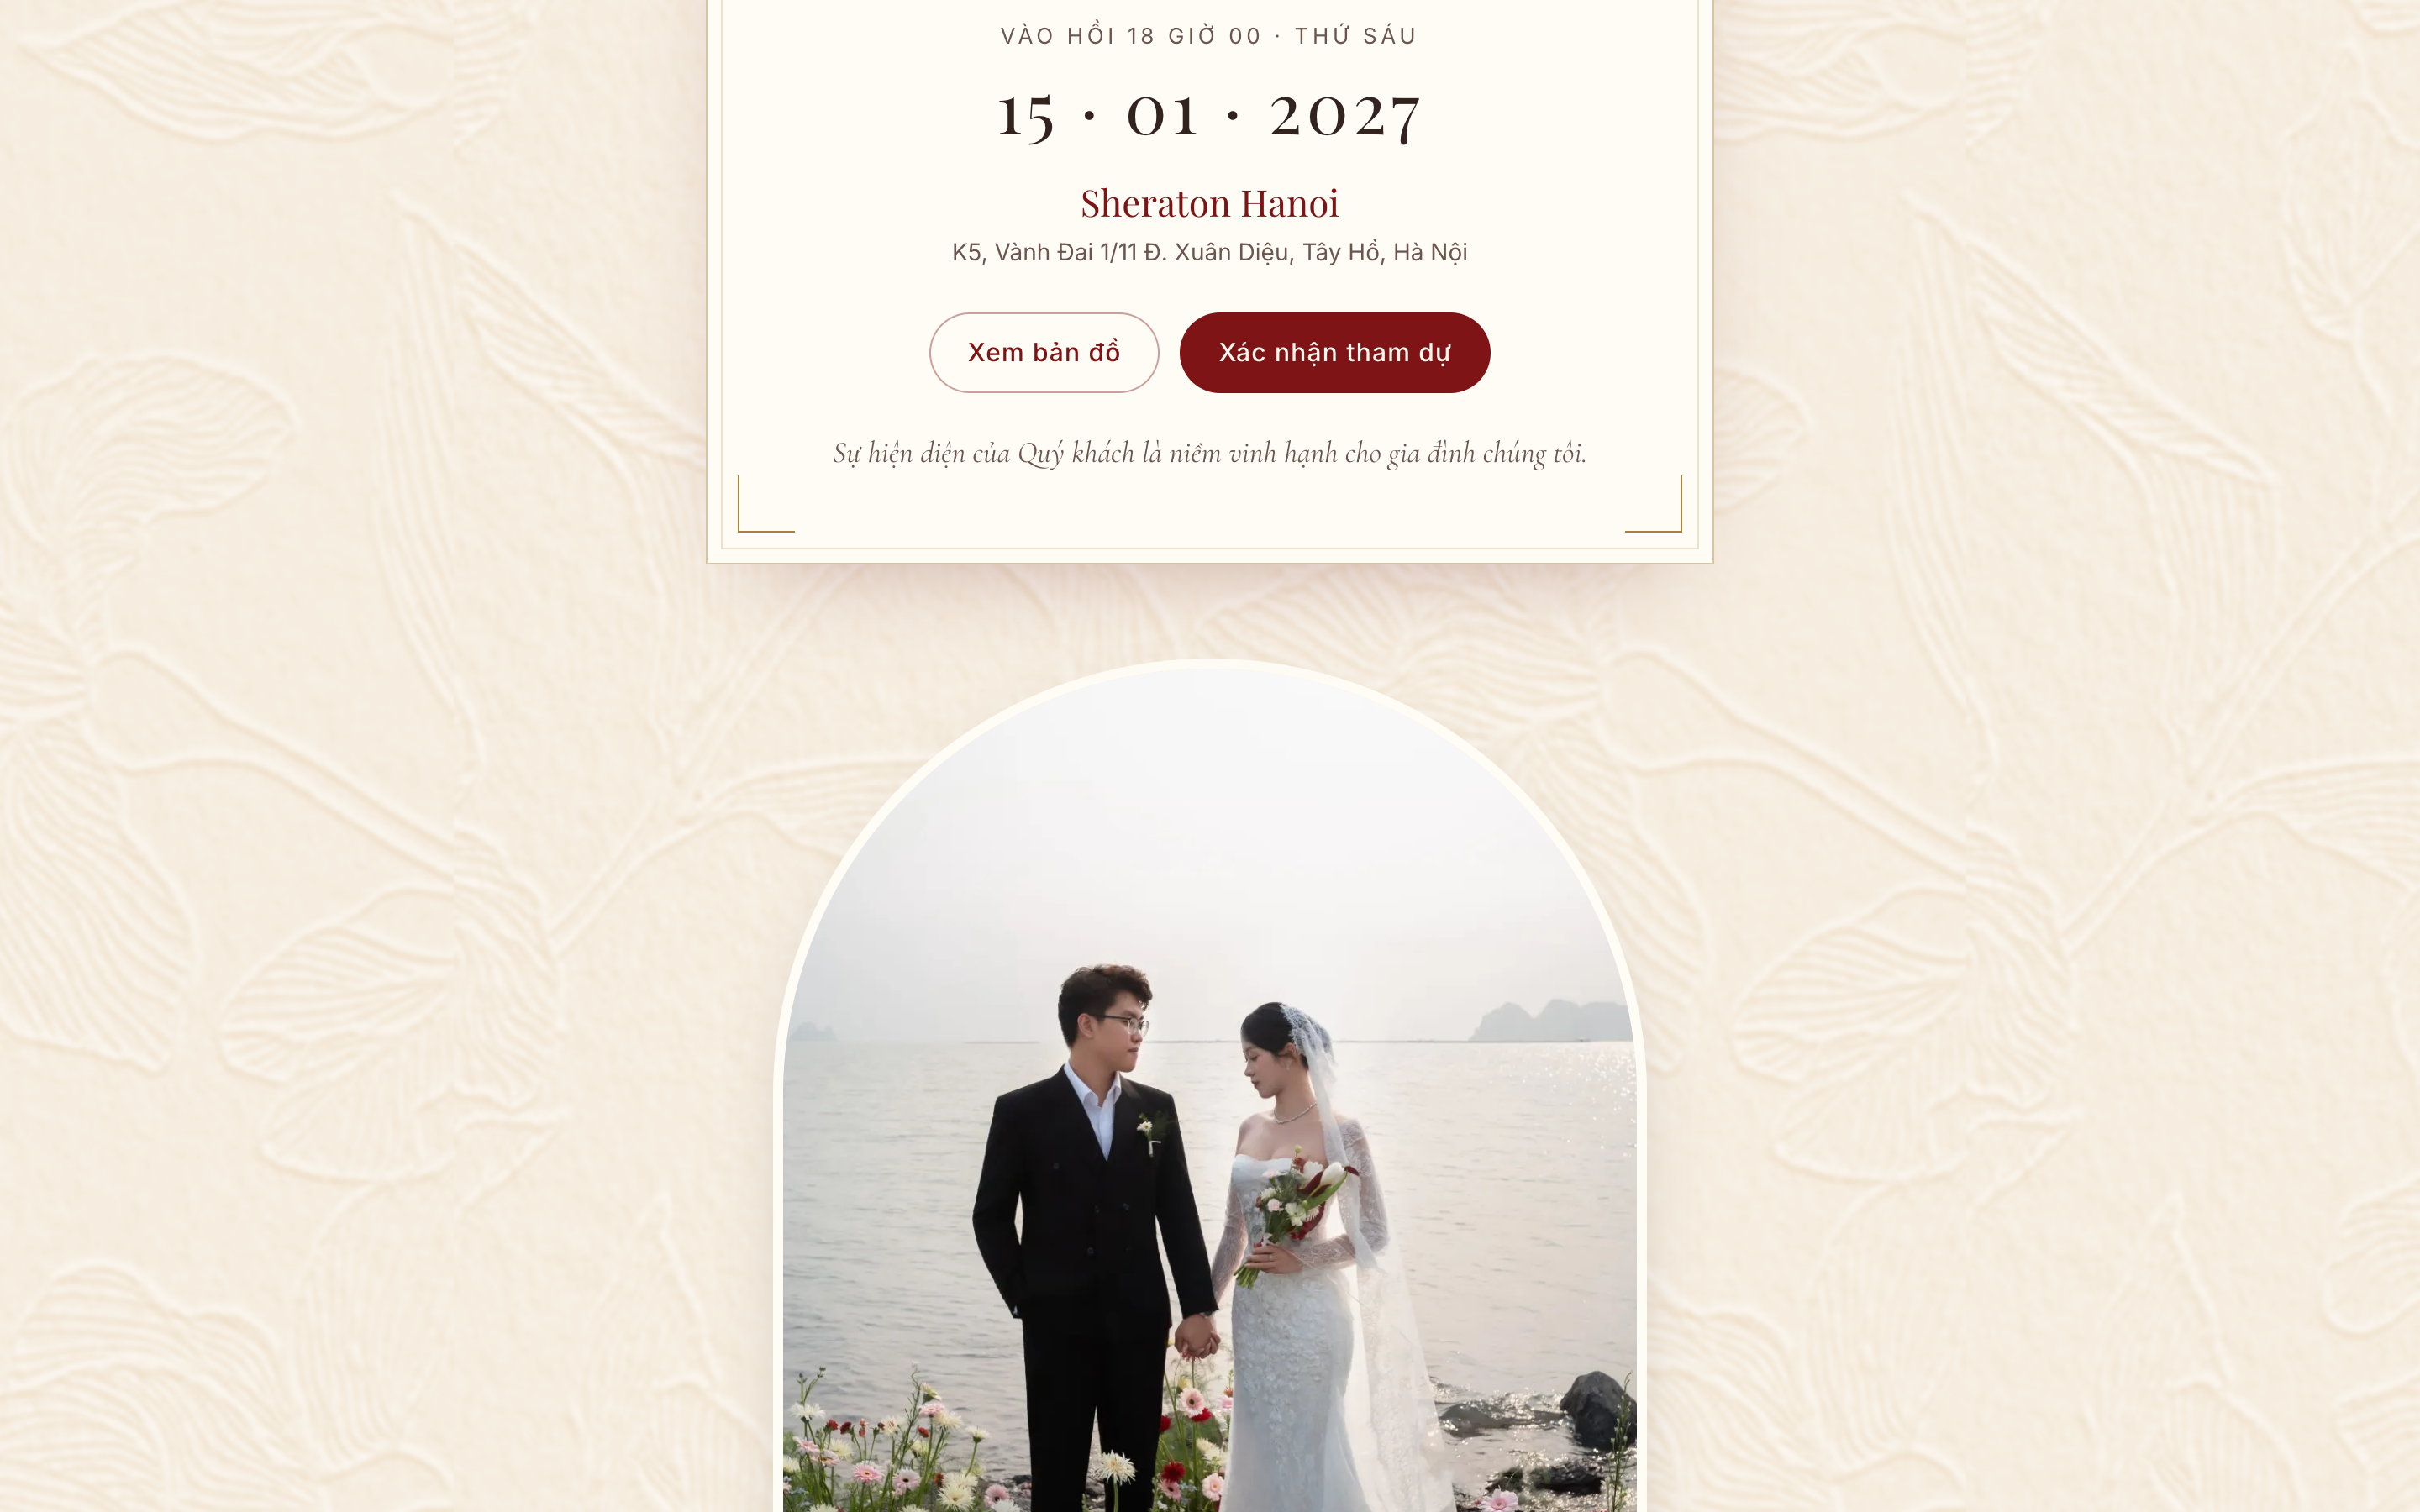 VÀO HỒI 18 GIỜ 00 · THỨ SÁU
15 · 01 · 2027
Sheraton Hanoi
K5, Vành Đai 1/11 Đ. Xuân Diệu, Tây Hồ, Hà Nội
Xem bản đồ
Xác nhận tham dự
Sự hiện diện của Quý khách là niềm vinh hạnh cho gia đình chúng tôi.